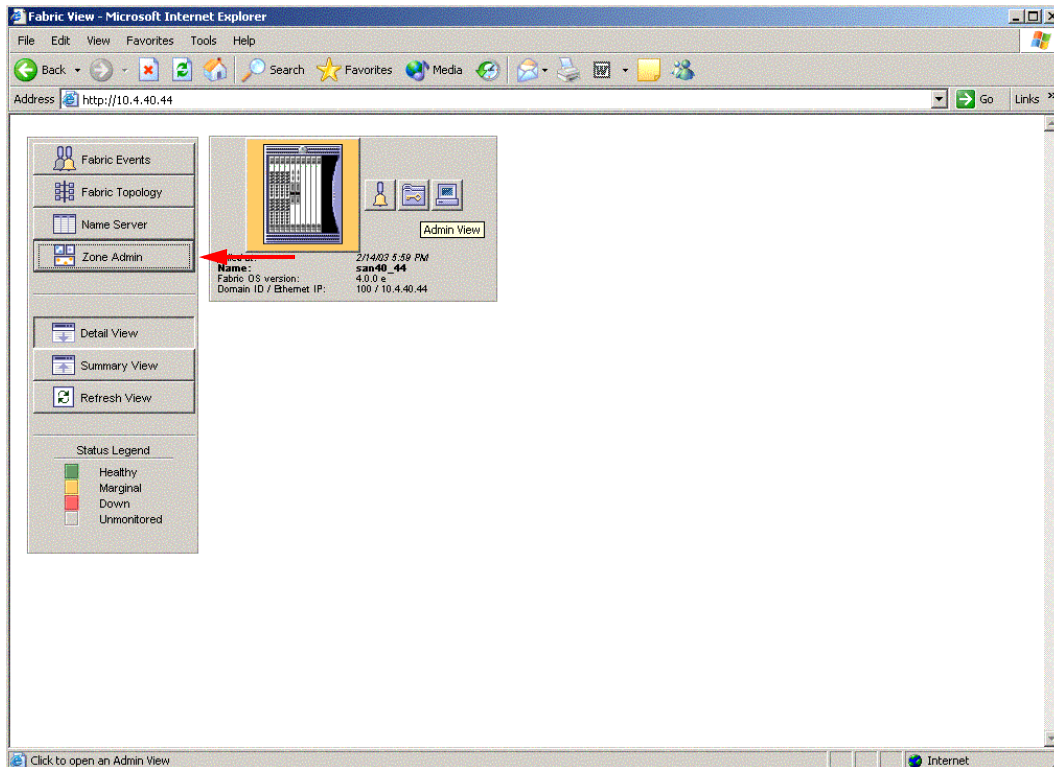 Fabric View - Microsoft Internet Explorer
File Edit View Favorites Tools Help
Back Search Favorites Media
Address http://10.4.40.44 Go Links »
Fabric Events
Fabric Topology
Name Server
Zone Admin
Detail View
Summary View
Refresh View
Status Legend
Healthy
Marginal
Down
Unmonitored
Admin View
2/14/03 5:59 PM
Name: san40_44
Fabric OS version: 4.0.0 e
Domain ID / Ethernet IP: 100 / 10.4.40.44
Click to open an Admin View Internet